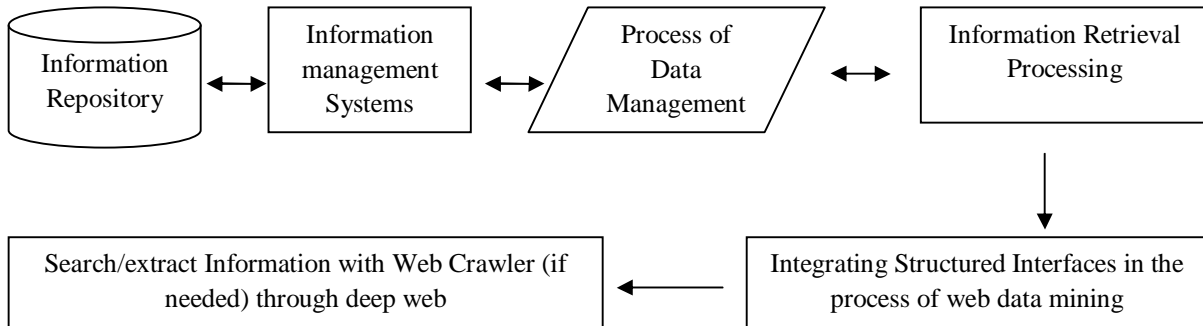 Information
Repository
Information
management
Systems
Process of
Data
Management
Information Retrieval
Processing
Search/extract Information with Web Crawler (if
needed) through deep web
Integrating Structured Interfaces in the
process of web data mining